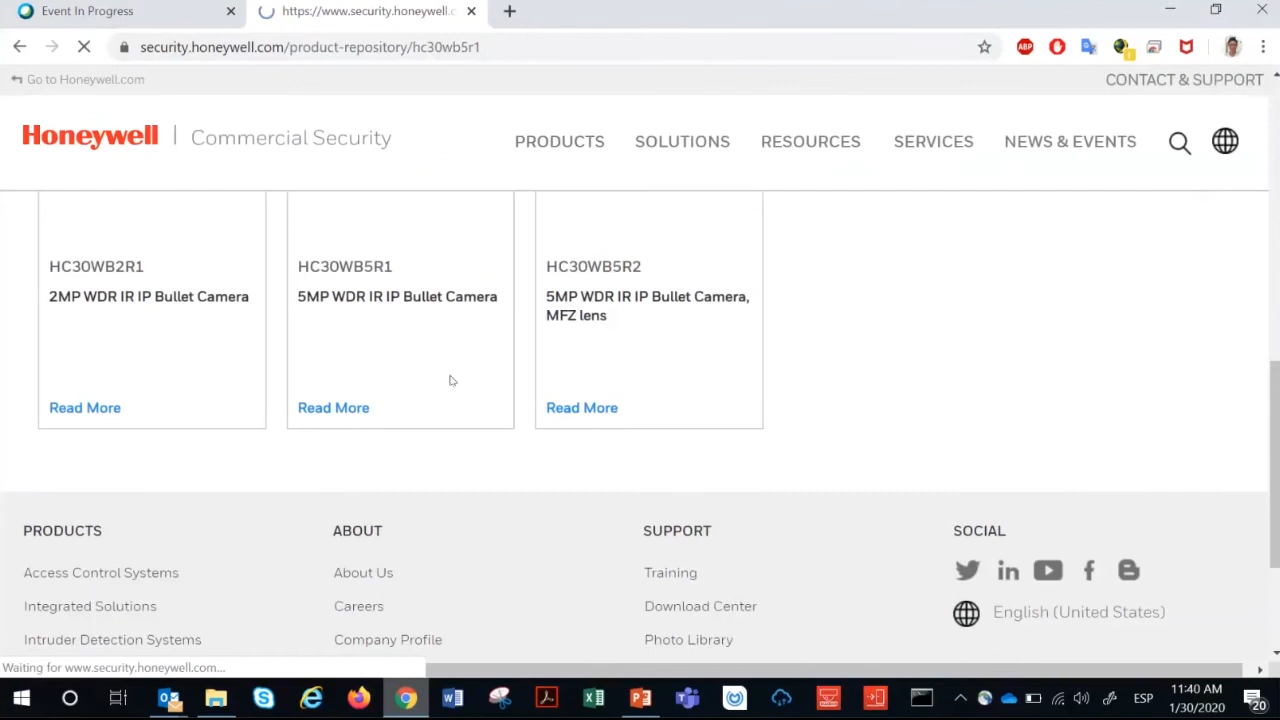 Event In Progress
https://www.security.honeywell.c
security.honeywell.com/product-repository/hc30wb5r1
ABP
1
Go to Honeywell.com
CONTACT & SUPPORT
Honeywell | Commercial Security
PRODUCTS
SOLUTIONS
RESOURCES
SERVICES
NEWS & EVENTS
HC30WB2R1
2MP WDR IR IP Bullet Camera
Read More
HC30WB5R1
5MP WDR IR IP Bullet Camera
Read More
HC30WB5R2
5MP WDR IR IP Bullet Camera,
MFZ lens
Read More
PRODUCTS
Access Control Systems
Integrated Solutions
Intruder Detection Systems
ABOUT
About Us
Careers
Company Profile
SUPPORT
Training
Download Center
Photo Library
SOCIAL
English (United States)
Waiting for www.security.honeywell.com...
ESP
11:40 AM
1/30/2020
20